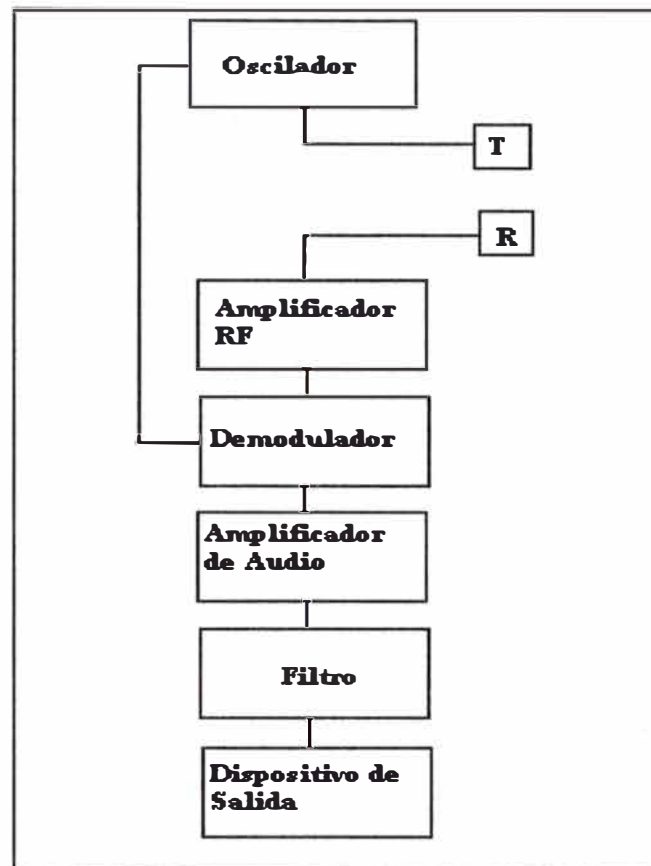 Oscilador
T
R
Amplificador
RF
Demodulador
Amplificador
de Audio
Filtro
Dispositivo de
Salida